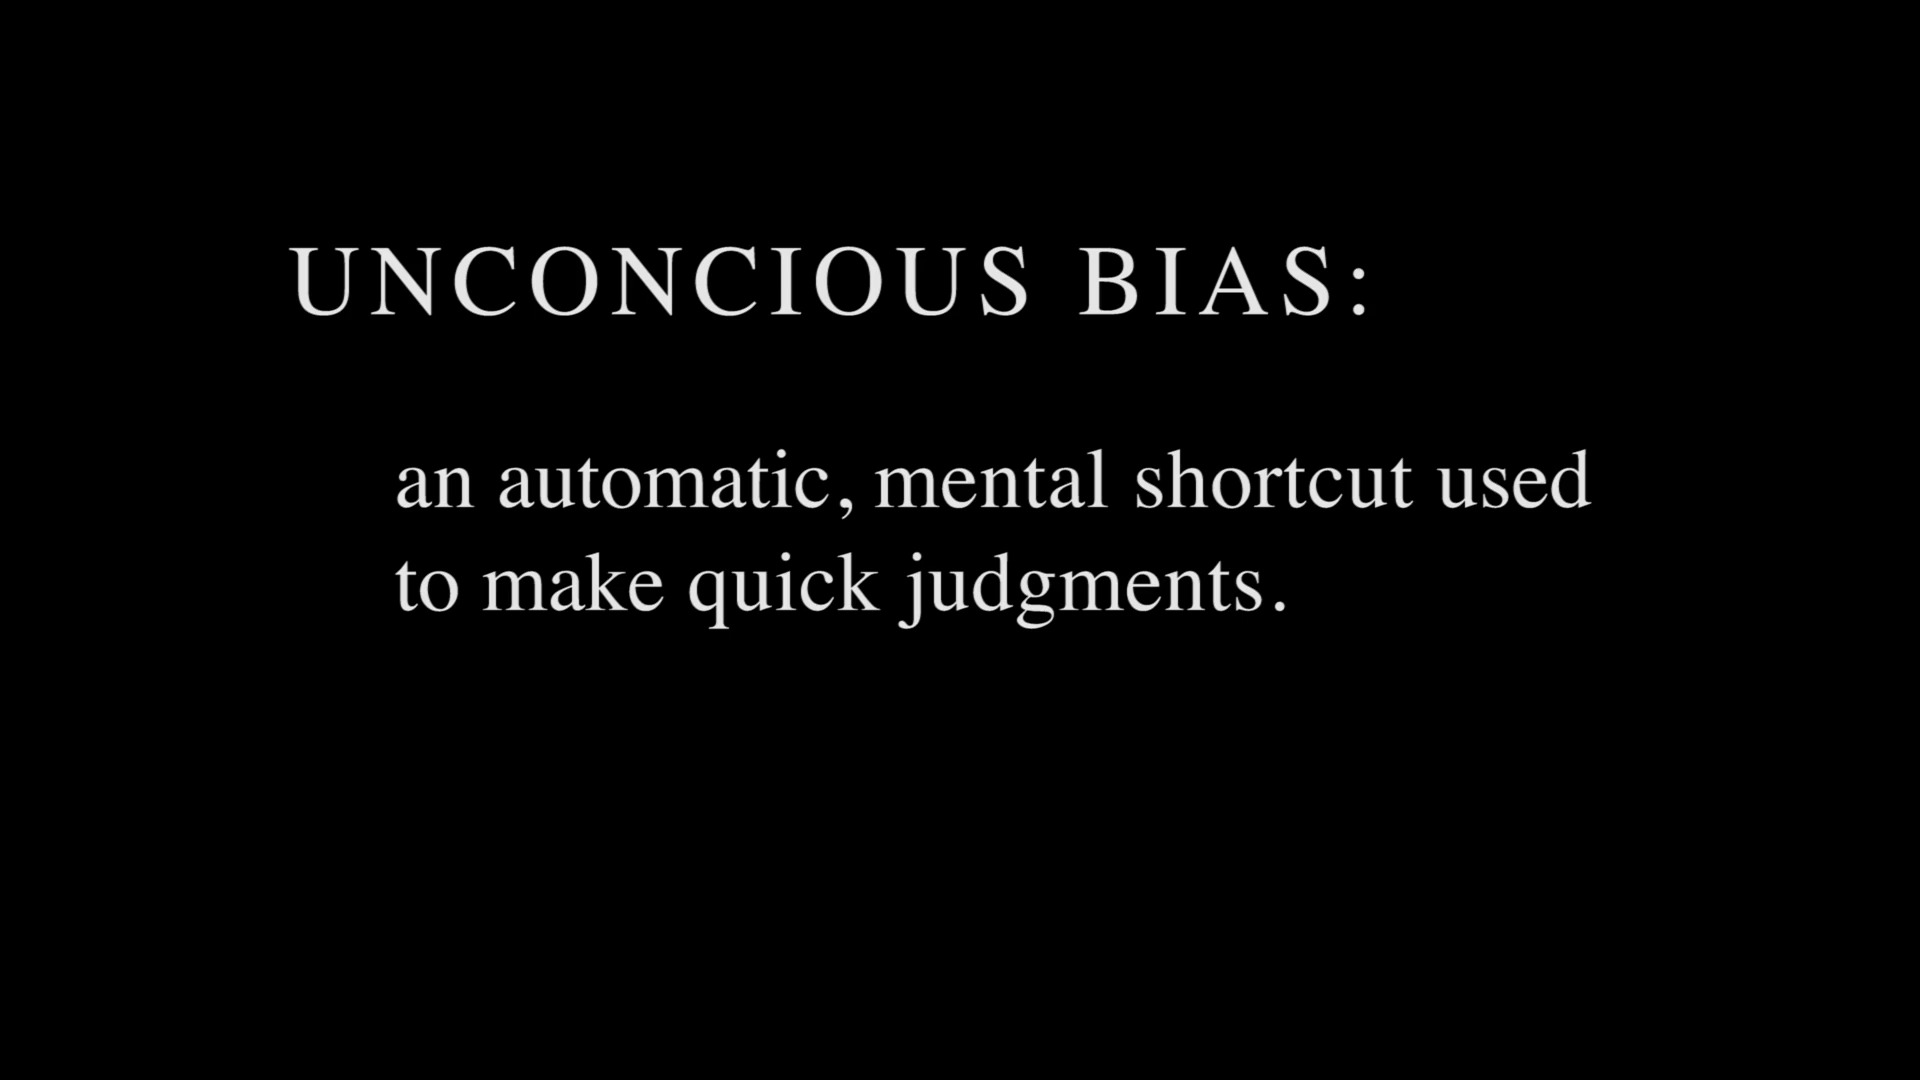 UNCONCIOUS BIAS:
an automatic, mental shortcut used
to make quick judgments.